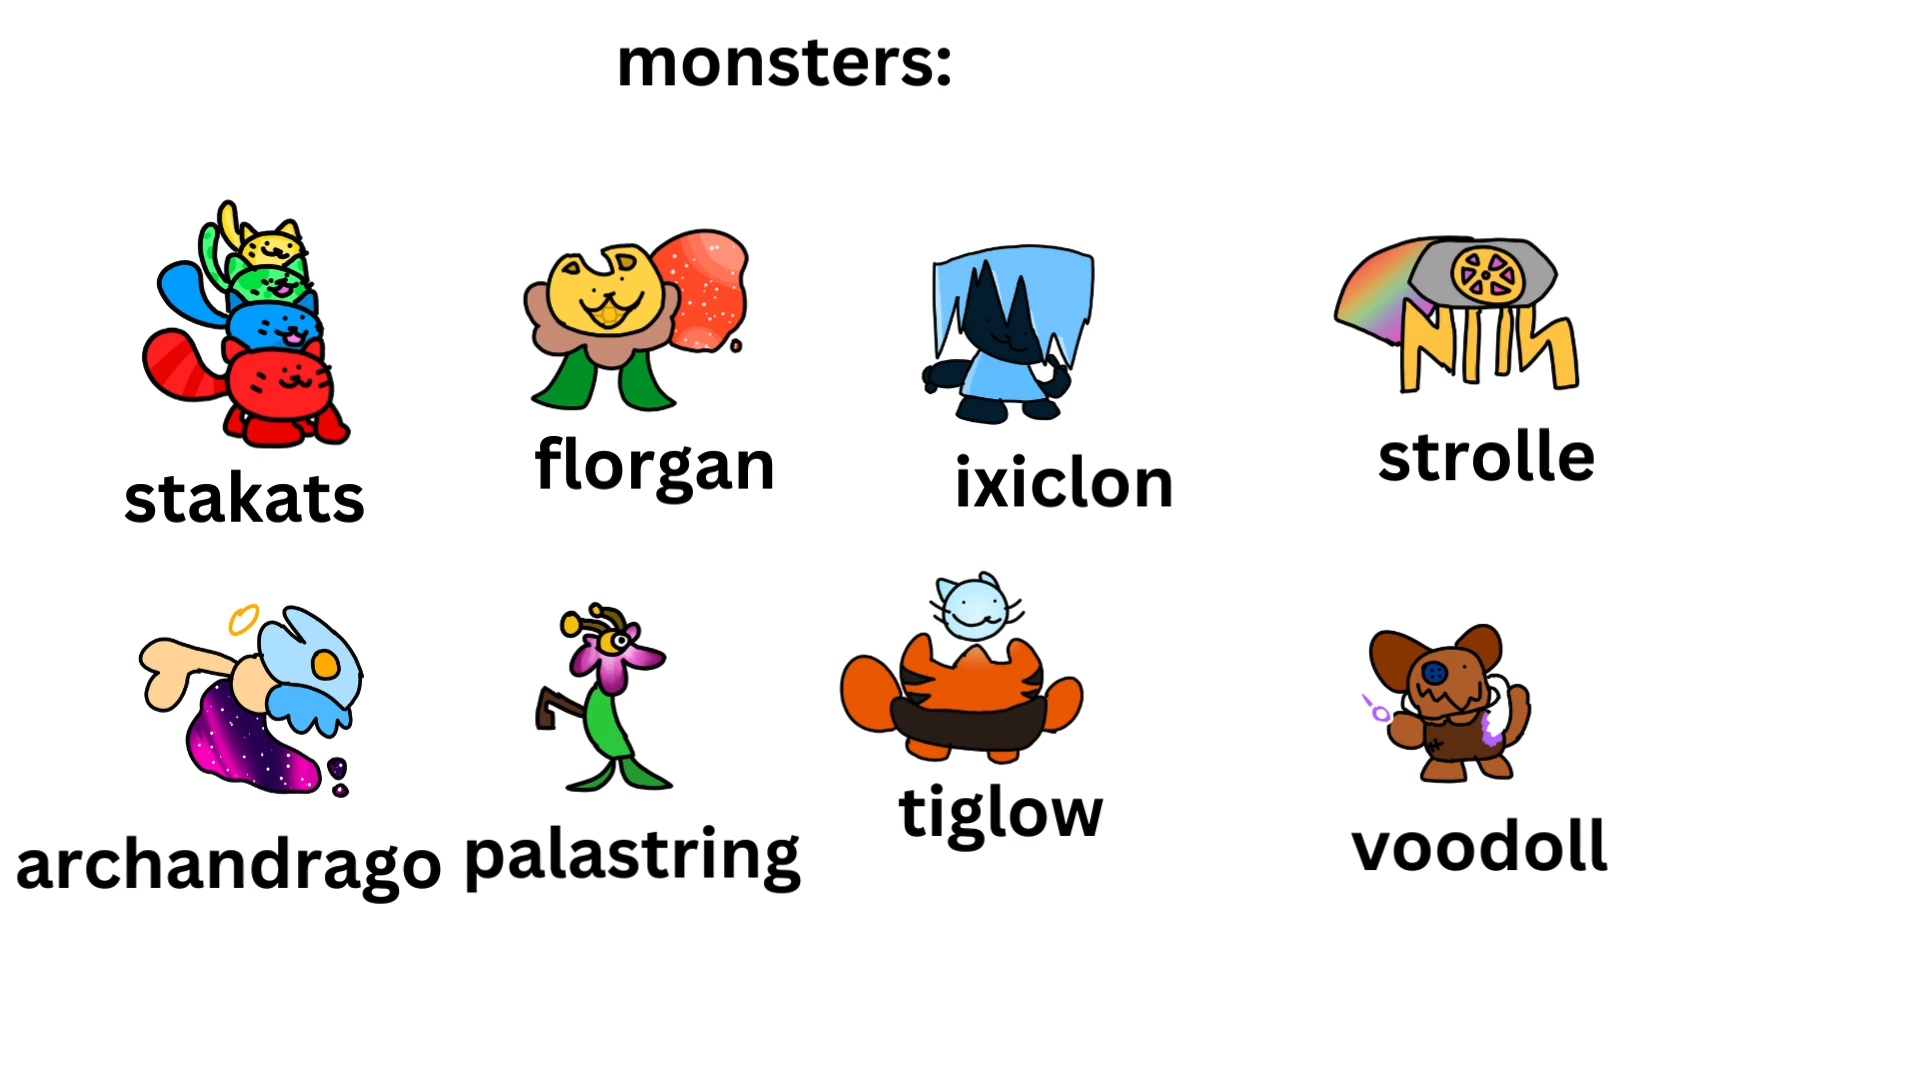 monsters:
stakats
florgan
ixiclon
strolle
archandrago
palastring
tiglow
voodoll